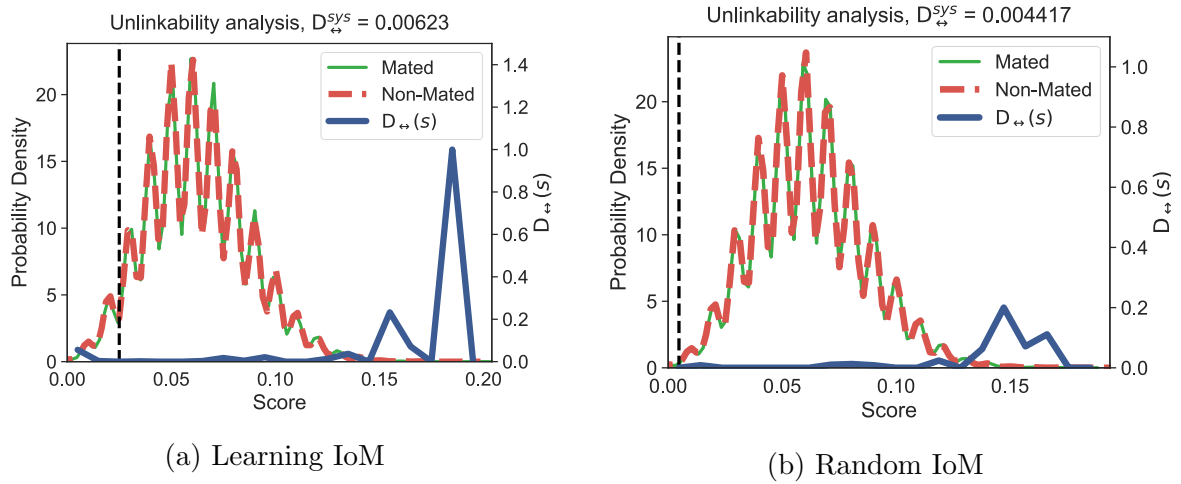 Unlinkability analysis, D↔^sys = 0.00623
Mated
Non-Mated
D↔(s)
Probability Density
20
15
10
5
0
0.00
0.05
0.10
0.15
0.20
Score
1.4
1.2
1.0
0.8
0.6
0.4
0.2
0.0
D↔(s)
(a) Learning IoM
Unlinkability analysis, D↔^sys = 0.004417
Mated
Non-Mated
D↔(s)
Probability Density
20
15
10
5
0
0.00
0.05
0.10
0.15
Score
1.0
0.8
0.6
0.4
0.2
0.0
D↔(s)
(b) Random IoM